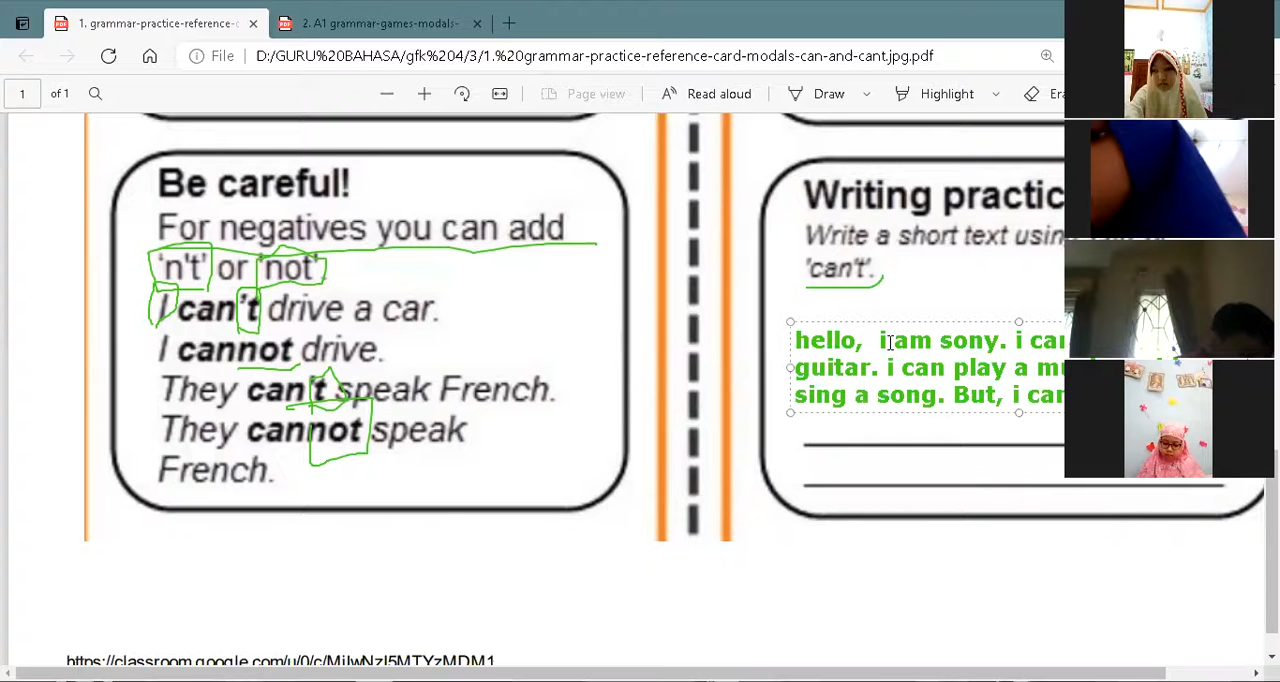 1. grammar-practice-reference-c
2. A1 grammar-games-modals-
File D:/GURU%20BAHASA/gfk%204/3/1.%20grammar-practice-reference-card-modals-can-and-cant.jpg.pdf
1 of 1 Page view Read aloud Draw Highlight Era
Be careful!
For negatives you can add
'n't' or 'not'.
I can't drive a car.
I cannot drive.
They can't speak French.
They cannot speak
French.
Writing practic
Write a short text using
'can't'.
hello, i am sony. i can
guitar. i can play a mu
sing a song. But, i can
https://classroom.google.com/u/0/c/MjIwNzI5MTYzMDM1